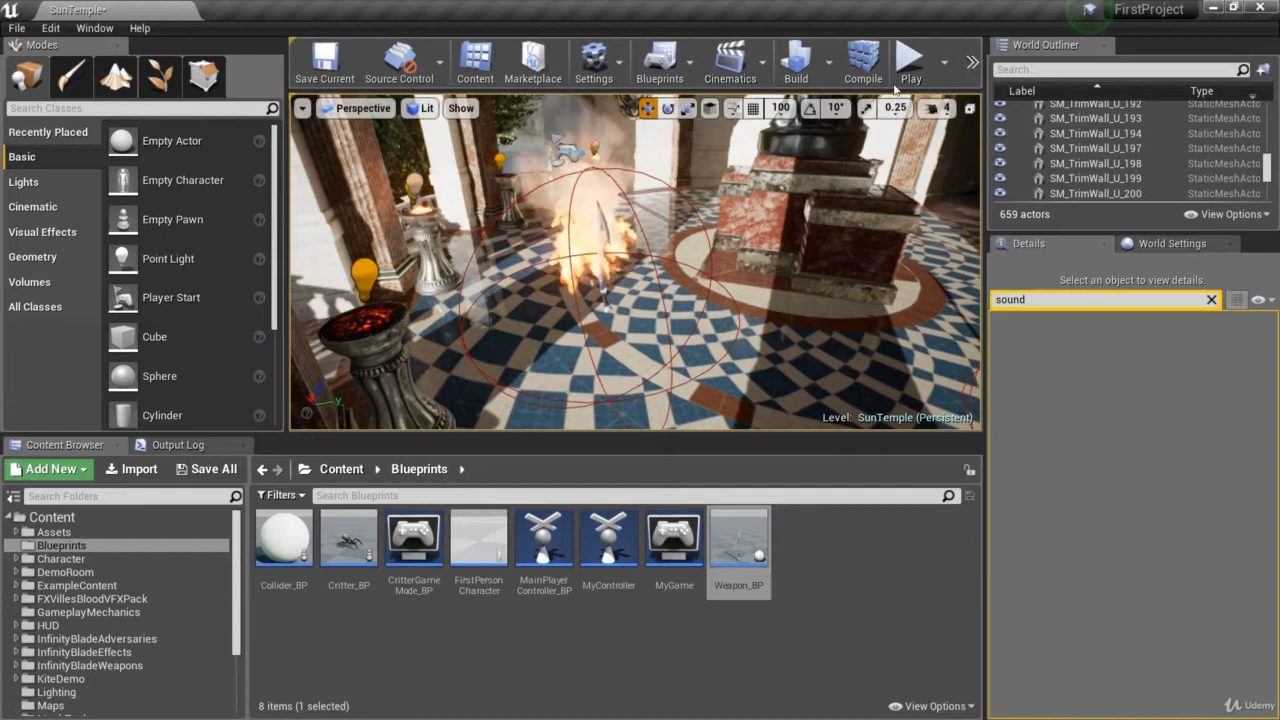 SunTemple•
FirstProject
File Edit Window Help
Modes
Search Classes
Recently Placed
Basic
Lights
Cinematic
Visual Effects
Geometry
Volumes
All Classes
Empty Actor
Empty Character
Empty Pawn
Point Light
Player Start
Cube
Sphere
Cylinder
Save Current Source Control Content Marketplace Settings Blueprints Cinematics Build Compile Play
Perspective Lit Show 100 10° 0.25 4
Level: SunTemple (Persistent)
World Outliner
Search...
Label Type
SM_TrimWall_U_192 StaticMeshActo
SM_TrimWall_U_193 StaticMeshActo
SM_TrimWall_U_194 StaticMeshActo
SM_TrimWall_U_197 StaticMeshActo
SM_TrimWall_U_198 StaticMeshActo
SM_TrimWall_U_199 StaticMeshActo
SM_TrimWall_U_200 StaticMeshActo
659 actors View Options
Details World Settings
Select an object to view details
sound
Content Browser Output Log
Add New Import Save All Content Blueprints
Search Folders
Filters Search Blueprints
Content
Assets
Blueprints
Character
DemoRoom
ExampleContent
FXVillesBloodVFXPack
GameplayMechanics
HUD
InfinityBladeAdversaries
InfinityBladeEffects
InfinityBladeWeapons
KiteDemo
Lighting
Maps
Collider_BP
Critter_BP
CritterGame
Mode_BP
FirstPerson
Character
MainPlayer
Controller_BP
MyController
MyGame
Weapon_BP
8 items (1 selected) View Options
Udemy